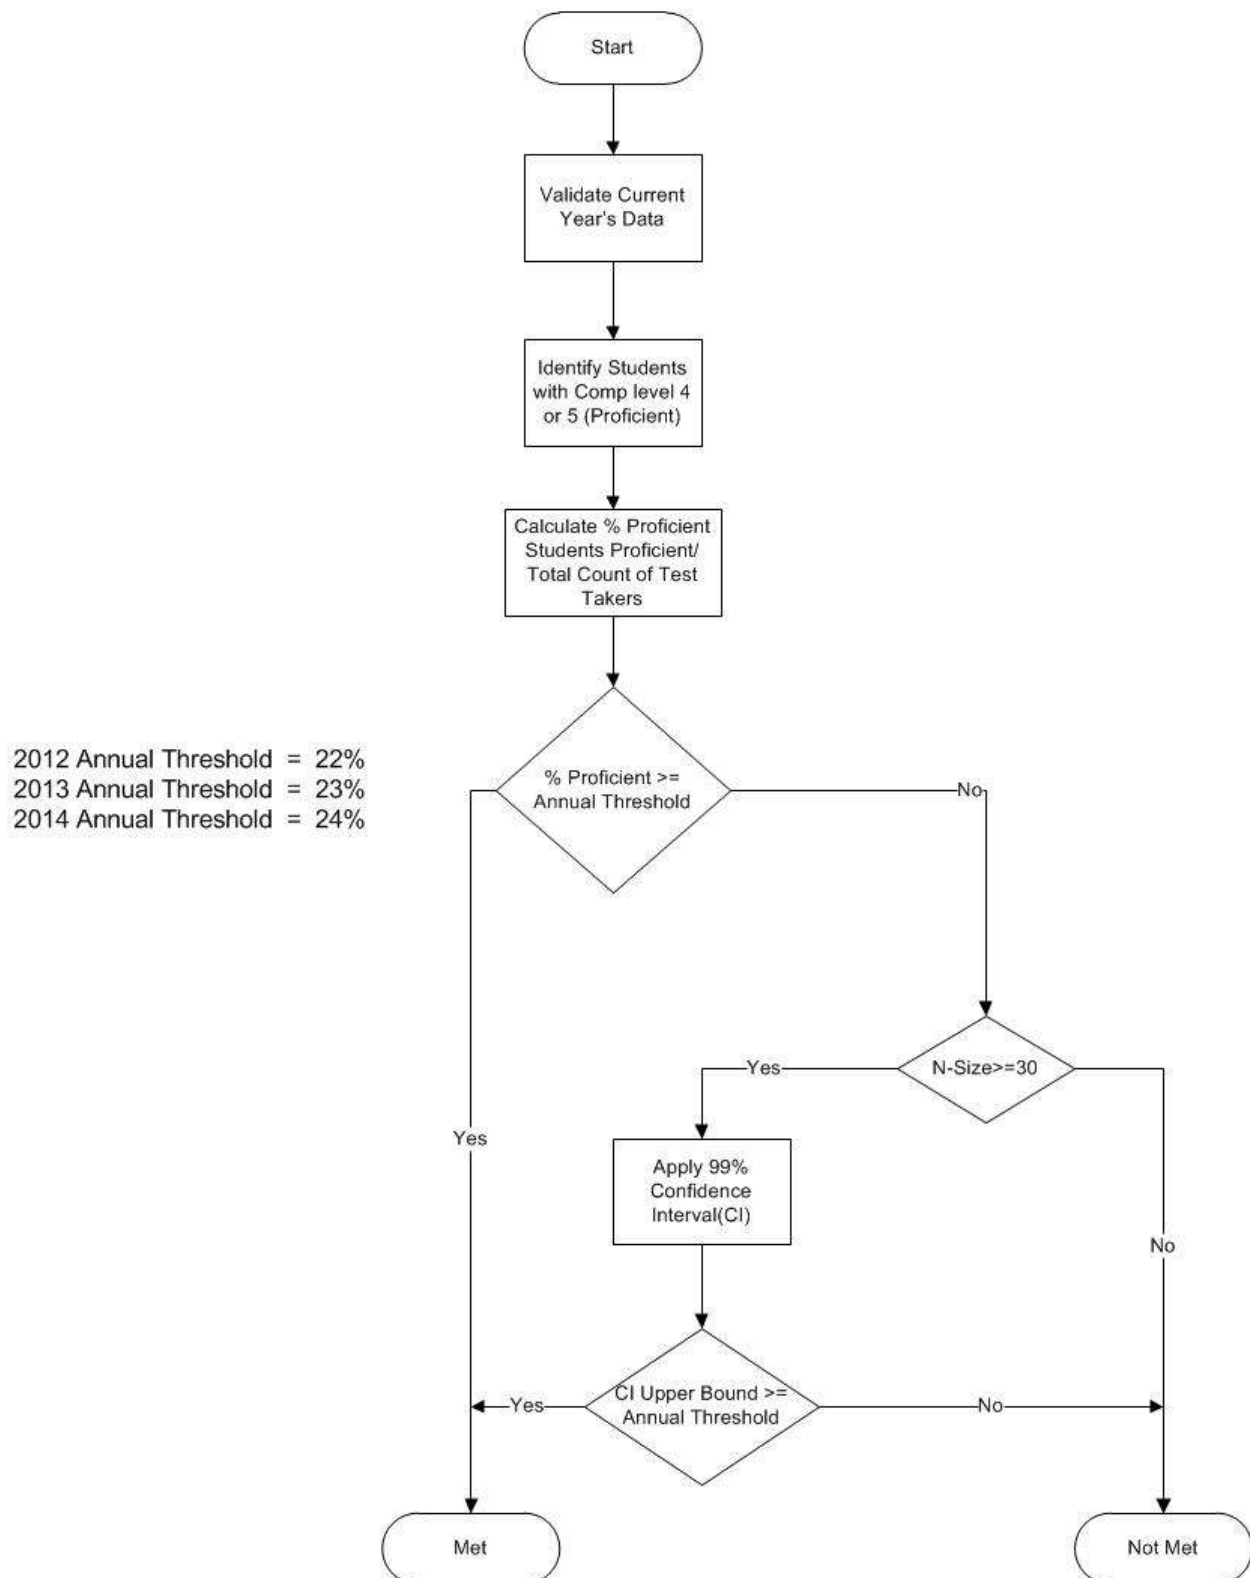 Start
Validate Current
Year's Data
Identify Students
with Comp level 4
or 5 (Proficient)
Calculate % Proficient
Students Proficient/
Total Count of Test
Takers
2012 Annual Threshold = 22%
2013 Annual Threshold = 23%
2014 Annual Threshold = 24%
% Proficient >=
Annual Threshold
No
N-Size>=30
Yes
Yes
Apply 99%
Confidence
Interval(CI)
No
CI Upper Bound >=
Annual Threshold
Yes
No
Met
Not Met